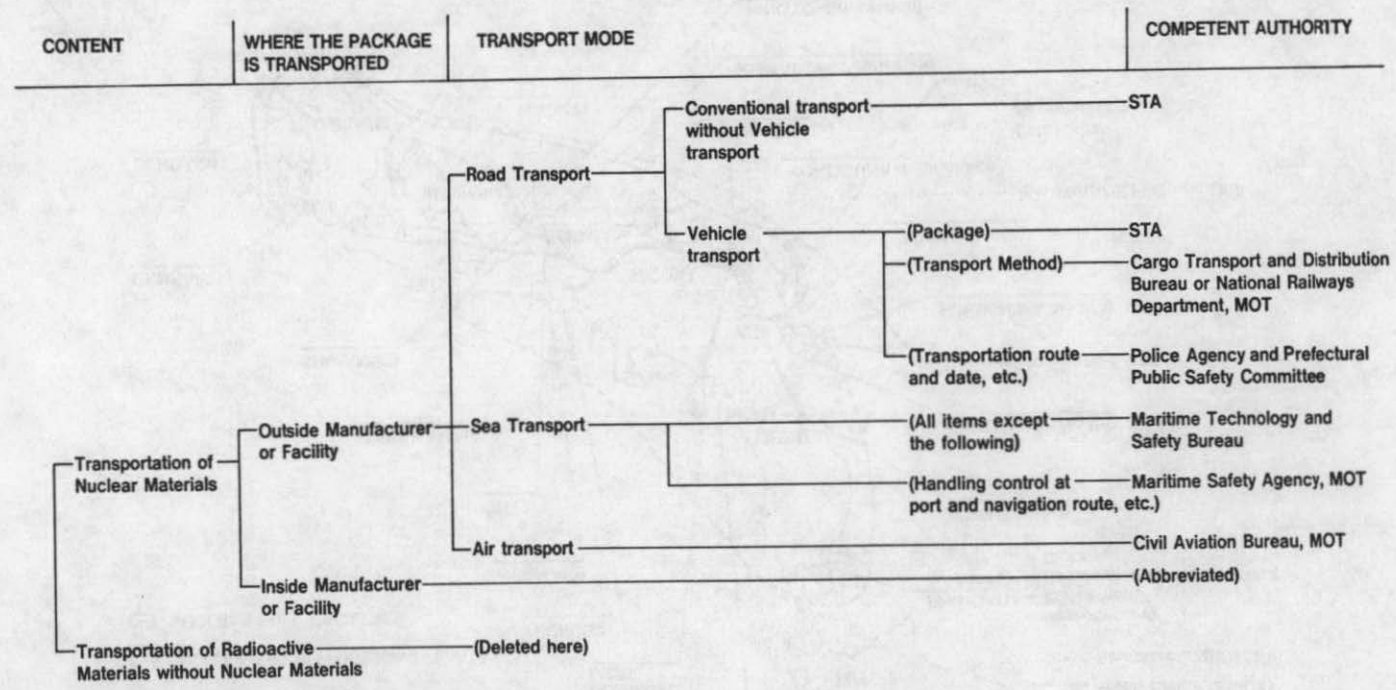 CONTENT
WHERE THE PACKAGE
IS TRANSPORTED
TRANSPORT MODE
COMPETENT AUTHORITY
Conventional transport
without Vehicle
transport
STA
Road Transport
Vehicle
transport
(Package)
STA
(Transport Method)
Cargo Transport and Distribution
Bureau or National Railways
Department, MOT
(Transportation route
and date, etc.)
Police Agency and Prefectural
Public Safety Committee
Outside Manufacturer
or Facility
Sea Transport
(All items except
the following)
Maritime Technology and
Safety Bureau
Transportation of
Nuclear Materials
(Handling control at
port and navigation route, etc.)
Maritime Safety Agency, MOT
Air transport
Civil Aviation Bureau, MOT
Inside Manufacturer
or Facility
(Abbreviated)
Transportation of Radioactive
Materials without Nuclear Materials
(Deleted here)